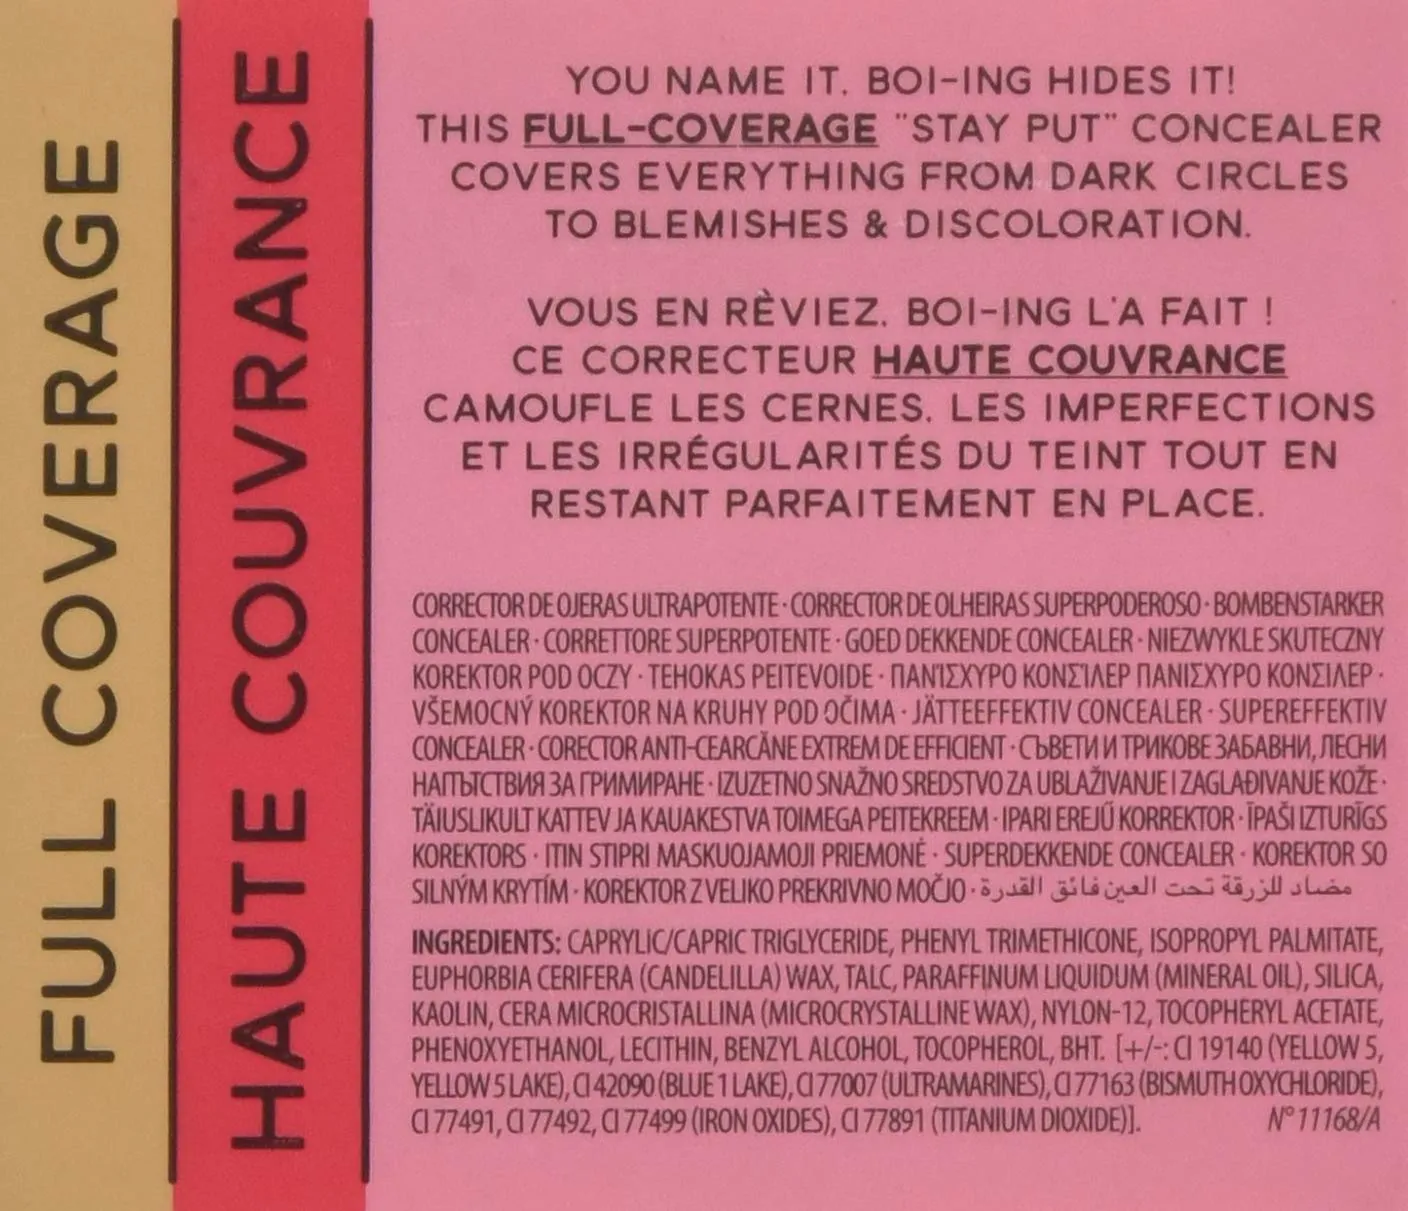 FULL COVERAGE
HAUTE COUVRANCE
YOU NAME IT. BOI-ING HIDES IT!
THIS FULL-COVERAGE "STAY PUT" CONCEALER
COVERS EVERYTHING FROM DARK CIRCLES
TO BLEMISHES & DISCOLORATION.
VOUS EN RÈVIEZ. BOI-ING L'A FAIT !
CE CORRECTEUR HAUTE COUVRANCE
CAMOUFLE LES CERNES. LES IMPERFECTIONS
ET LES IRRÉGULARITÉS DU TEINT TOUT EN
RESTANT PARFAITEMENT EN PLACE.
CORRECTOR DE OJERAS ULTRAPOTENTE · CORRECTOR DE OLHEIRAS SUPERPODEROSO · BOMBENSTARKER
CONCEALER · CORRETTORE SUPERPOTENTE · GOED DEKKENDE CONCEALER · NIEZWYKLE SKUTECZNY
KOREKTOR POD OCZY · TEHOKAS PEITEVOIDE · ΠΑΝΊΣΧΥΡΟ ΚΟΝΣΊΛΕΡ ΠΑΝΙΣΧΥΡΟ ΚΟΝΣΙΛΕΡ ·
VŠEMOCNÝ KOREKTOR NA KRUHY POD OČIMA · JÄTTEEFFEKTIV CONCEALER · SUPEREFFEKTIV
CONCEALER · CORECTOR ANTI-CEARCĂNE EXTREM DE EFFICIENT · СЪВЕТИ И ТРИКОВЕ ЗАБАВНИ, ЛЕСНИ
НАПЪТСТВИЯ ЗА ГРИМИРАНЕ · IZUZETNO SNAŽNO SREDSTVO ZA UBLAŽIVANJE I ZAGLAĐIVANJE KOŽE ·
TÄIUSLIKULT KATTEV JA KAUAKESTVA TOIMEGA PEITEKREEM · IPARI EREJŰ KORREKTOR · ĪPAŠI IZTURĪGS
KOREKTORS · ITIN STIPRI MASKUOJAMOJI PRIEMONĖ · SUPERDEKKENDE CONCEALER · KOREKTOR SO
SILNÝM KRYTÍM · KOREKTOR Z VELIKO PREKRIVNO MOČJO · مضاد للزرقة تحت العين فائق القدرة
INGREDIENTS: CAPRYLIC/CAPRIC TRIGLYCERIDE, PHENYL TRIMETHICONE, ISOPROPYL PALMITATE,
EUPHORBIA CERIFERA (CANDELILLA) WAX, TALC, PARAFFINUM LIQUIDUM (MINERAL OIL), SILICA,
KAOLIN, CERA MICROCRISTALLINA (MICROCRYSTALLINE WAX), NYLON-12, TOCOPHERYL ACETATE,
PHENOXYETHANOL, LECITHIN, BENZYL ALCOHOL, TOCOPHEROL, BHT. [+/-: CI 19140 (YELLOW 5,
YELLOW 5 LAKE), CI 42090 (BLUE 1 LAKE), CI 77007 (ULTRAMARINES), CI 77163 (BISMUTH OXYCHLORIDE),
CI 77491, CI 77492, CI 77499 (IRON OXIDES), CI 77891 (TITANIUM DIOXIDE)]. N° 11168/A